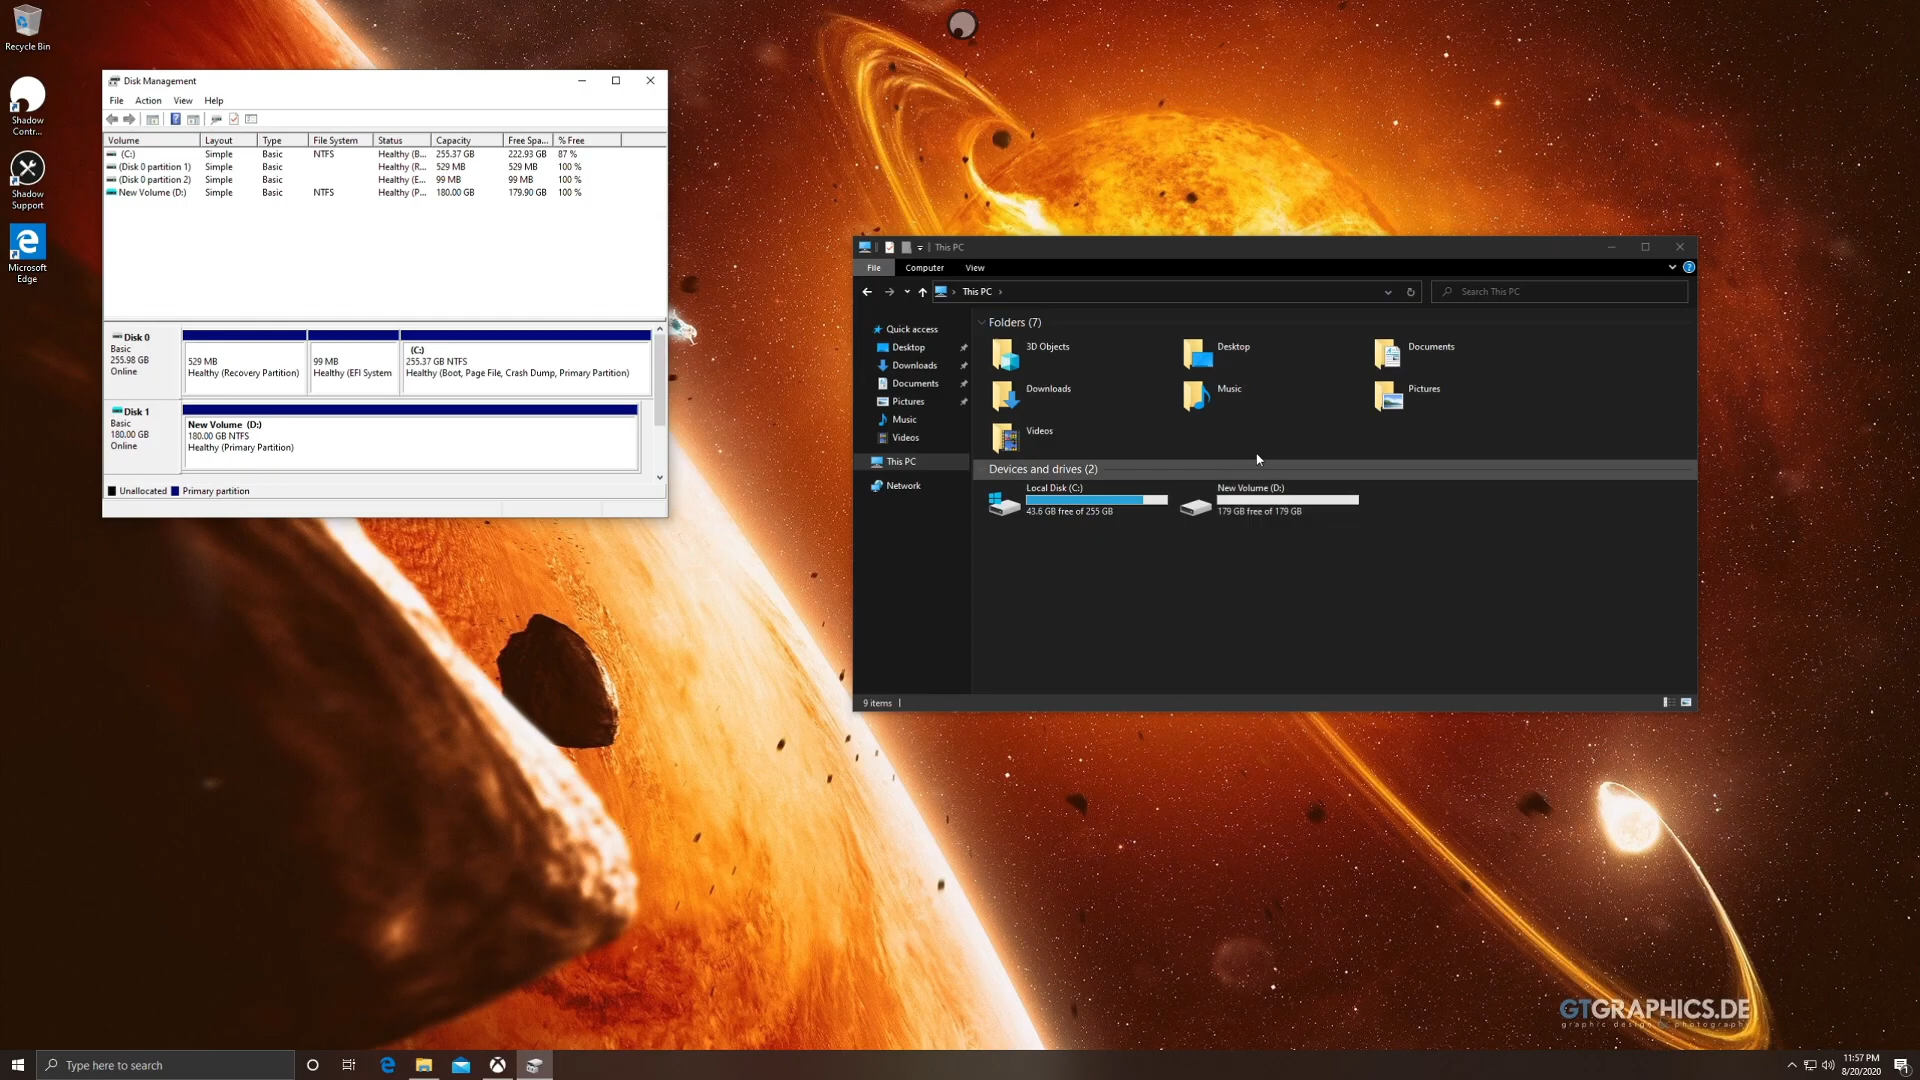 Recycle Bin
Shadow
Contr...
Shadow
Support
Microsoft
Edge
Disk Management
File Action View Help
Volume Layout Type File System Status Capacity Free Spa... % Free
(C:) Simple Basic NTFS Healthy (B... 255.37 GB 222.93 GB 87 %
(Disk 0 partition 1) Simple Basic Healthy (R... 529 MB 529 MB 100 %
(Disk 0 partition 2) Simple Basic Healthy (E... 99 MB 99 MB 100 %
New Volume (D:) Simple Basic NTFS Healthy (P... 180.00 GB 179.90 GB 100 %
Disk 0
Basic
255.98 GB
Online
529 MB
Healthy (Recovery Partition)
99 MB
Healthy (EFI System
(C:)
255.37 GB NTFS
Healthy (Boot, Page File, Crash Dump, Primary Partition)
Disk 1
Basic
180.00 GB
Online
New Volume (D:)
180.00 GB NTFS
Healthy (Primary Partition)
Unallocated Primary partition
This PC
File Computer View
This PC
Search This PC
Quick access
Desktop
Downloads
Documents
Pictures
Music
Videos
This PC
Network
Folders (7)
3D Objects Desktop Documents
Downloads Music Pictures
Videos
Devices and drives (2)
Local Disk (C:)
43.6 GB free of 255 GB
New Volume (D:)
179 GB free of 179 GB
9 items
GTGRAPHICS.DE
graphic design & photography
Type here to search
11:57 PM
8/20/2020
1